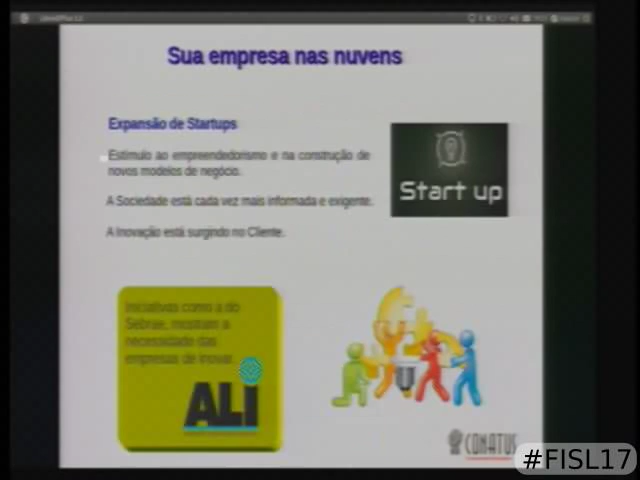 Sua empresa nas nuvens
Expansão de Startups
Estímulo ao empreendedorismo e na construção de
novos modelos de negócio.
Start up
A Sociedade está cada vez mais informada e exigente.
A Inovação está surgindo no Cliente.
Iniciativas como a do
Sebrae, mostram a
necessidade das
empresas de inovar.
ALI
CONATUS
#FISL17